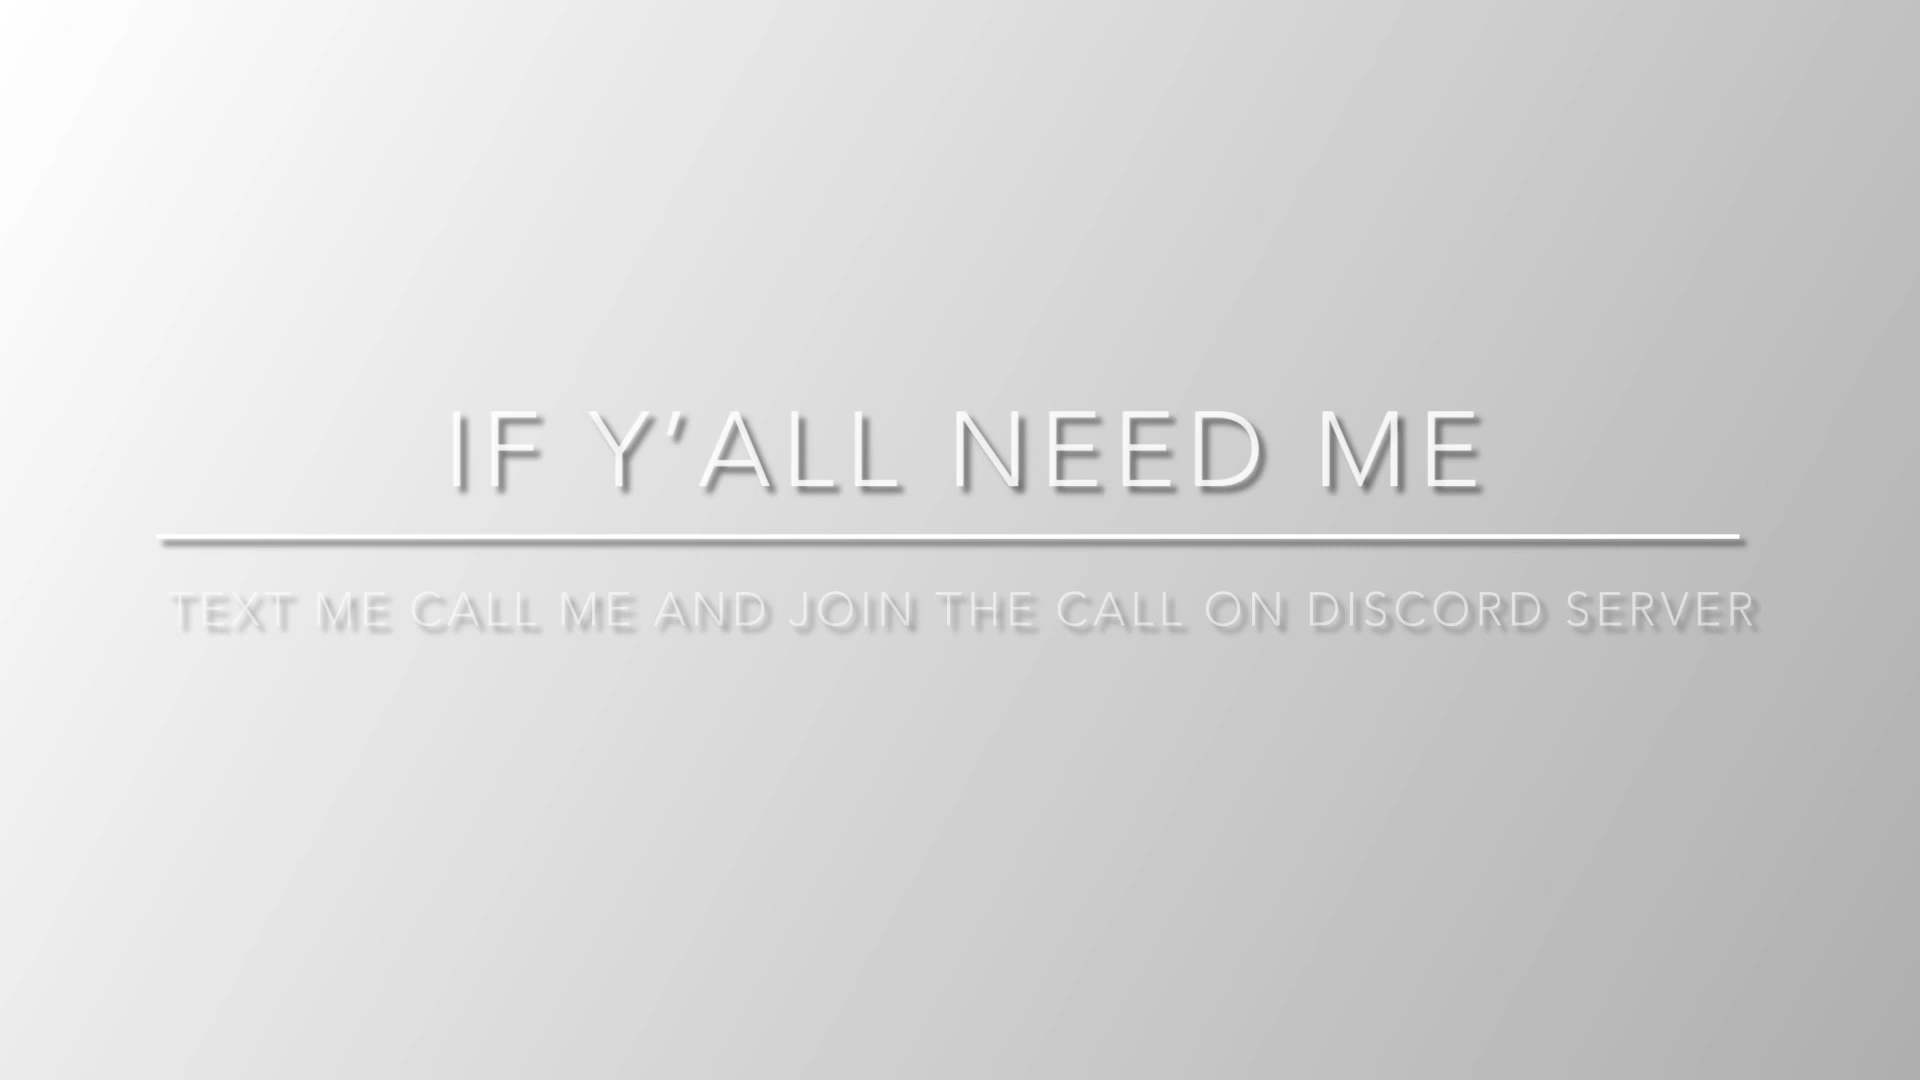 IF Y’ALL NEED ME
TEXT ME CALL ME AND JOIN THE CALL ON DISCORD SERVER